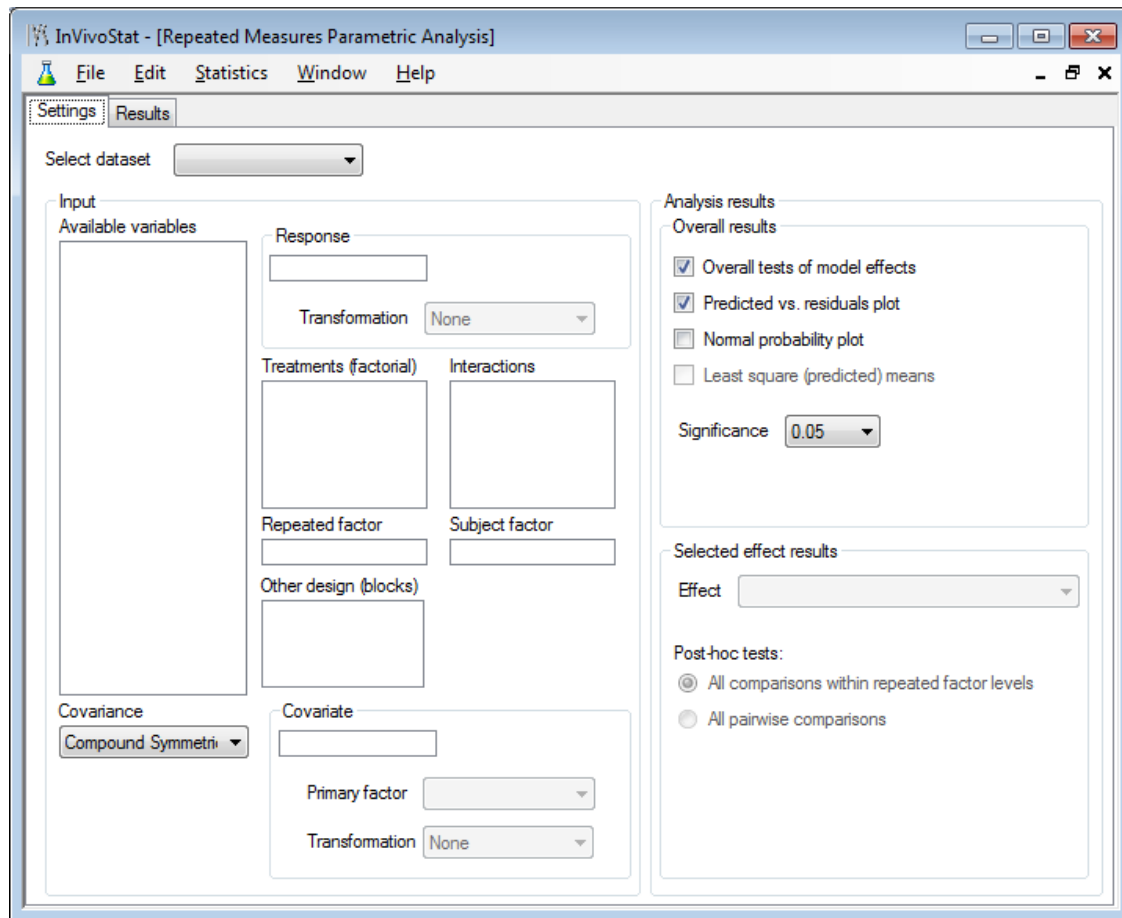 InVivoStat - [Repeated Measures Parametric Analysis]
File Edit Statistics Window Help
Settings Results
Select dataset
Input
Available variables
Response
Transformation None
Treatments (factorial) Interactions
Repeated factor Subject factor
Other design (blocks)
Covariance
Compound Symmetri
Covariate
Primary factor
Transformation None
Analysis results
Overall results
Overall tests of model effects
Predicted vs. residuals plot
Normal probability plot
Least square (predicted) means
Significance 0.05
Selected effect results
Effect
Post-hoc tests:
All comparisons within repeated factor levels
All pairwise comparisons